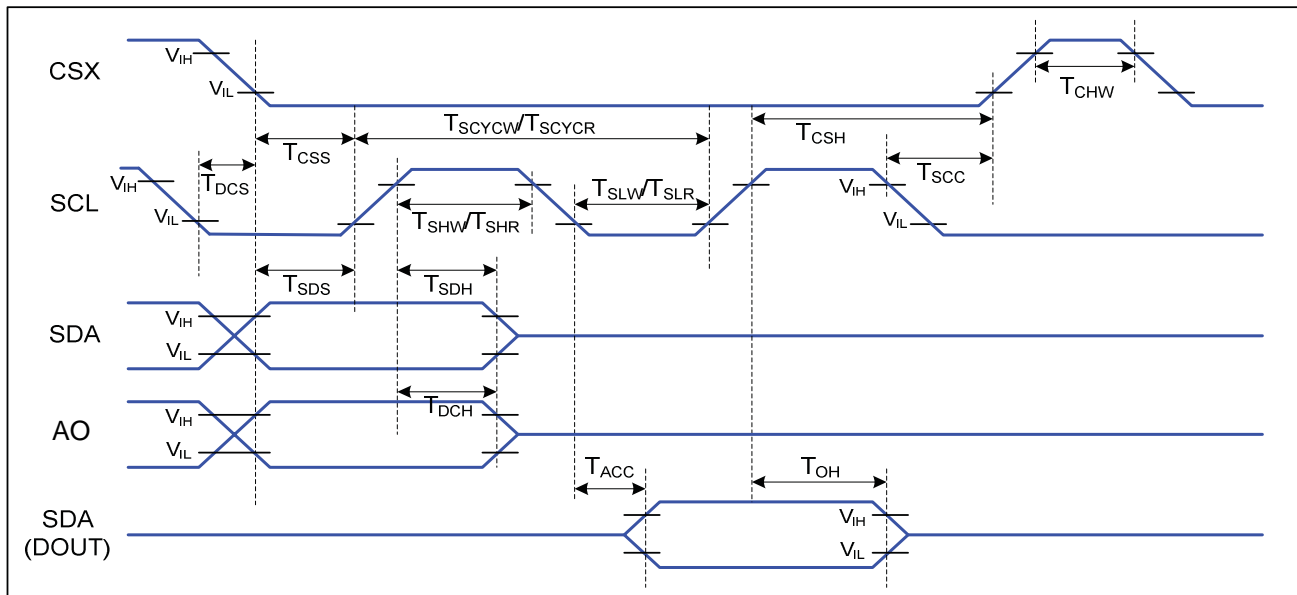 CSX
VIH
VIL
TCHW
TSCYCW/TSCYCR
TCSH
TCSS
TDCS
TSCC
SCL
VIH
VIL
TSLW/TSLR
VIH
VIL
TSHW/TSHR
TSDS
TSDH
SDA
VIH
VIL
TDCH
AO
VIH
VIL
TACC
TOH
SDA
(DOUT)
VIH
VIL